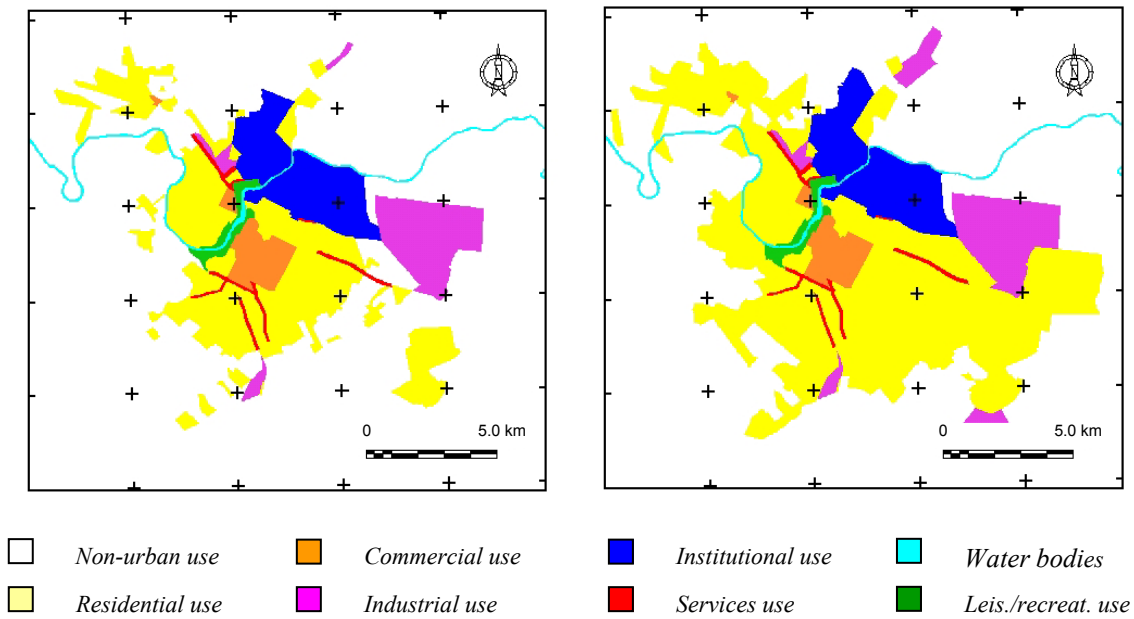 0 5.0 km
0 5.0 km
Non-urban use
Commercial use
Institutional use
Water bodies
Residential use
Industrial use
Services use
Leis./recreat. use